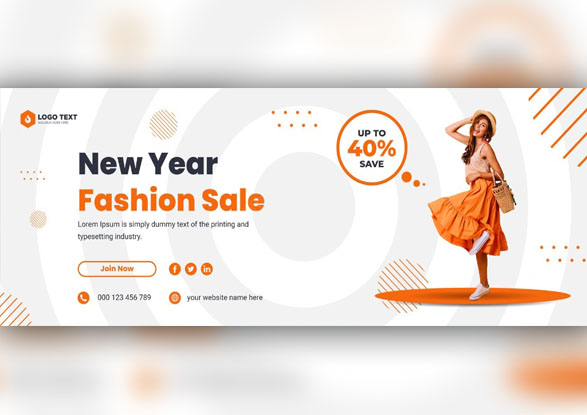 LOGO TEXT
New Year
Fashion Sale
Lorem Ipsum is simply dummy text of the printing and
typesetting industry.
Join Now
000 123 456 789
your website name here
UP TO
40%
SAVE